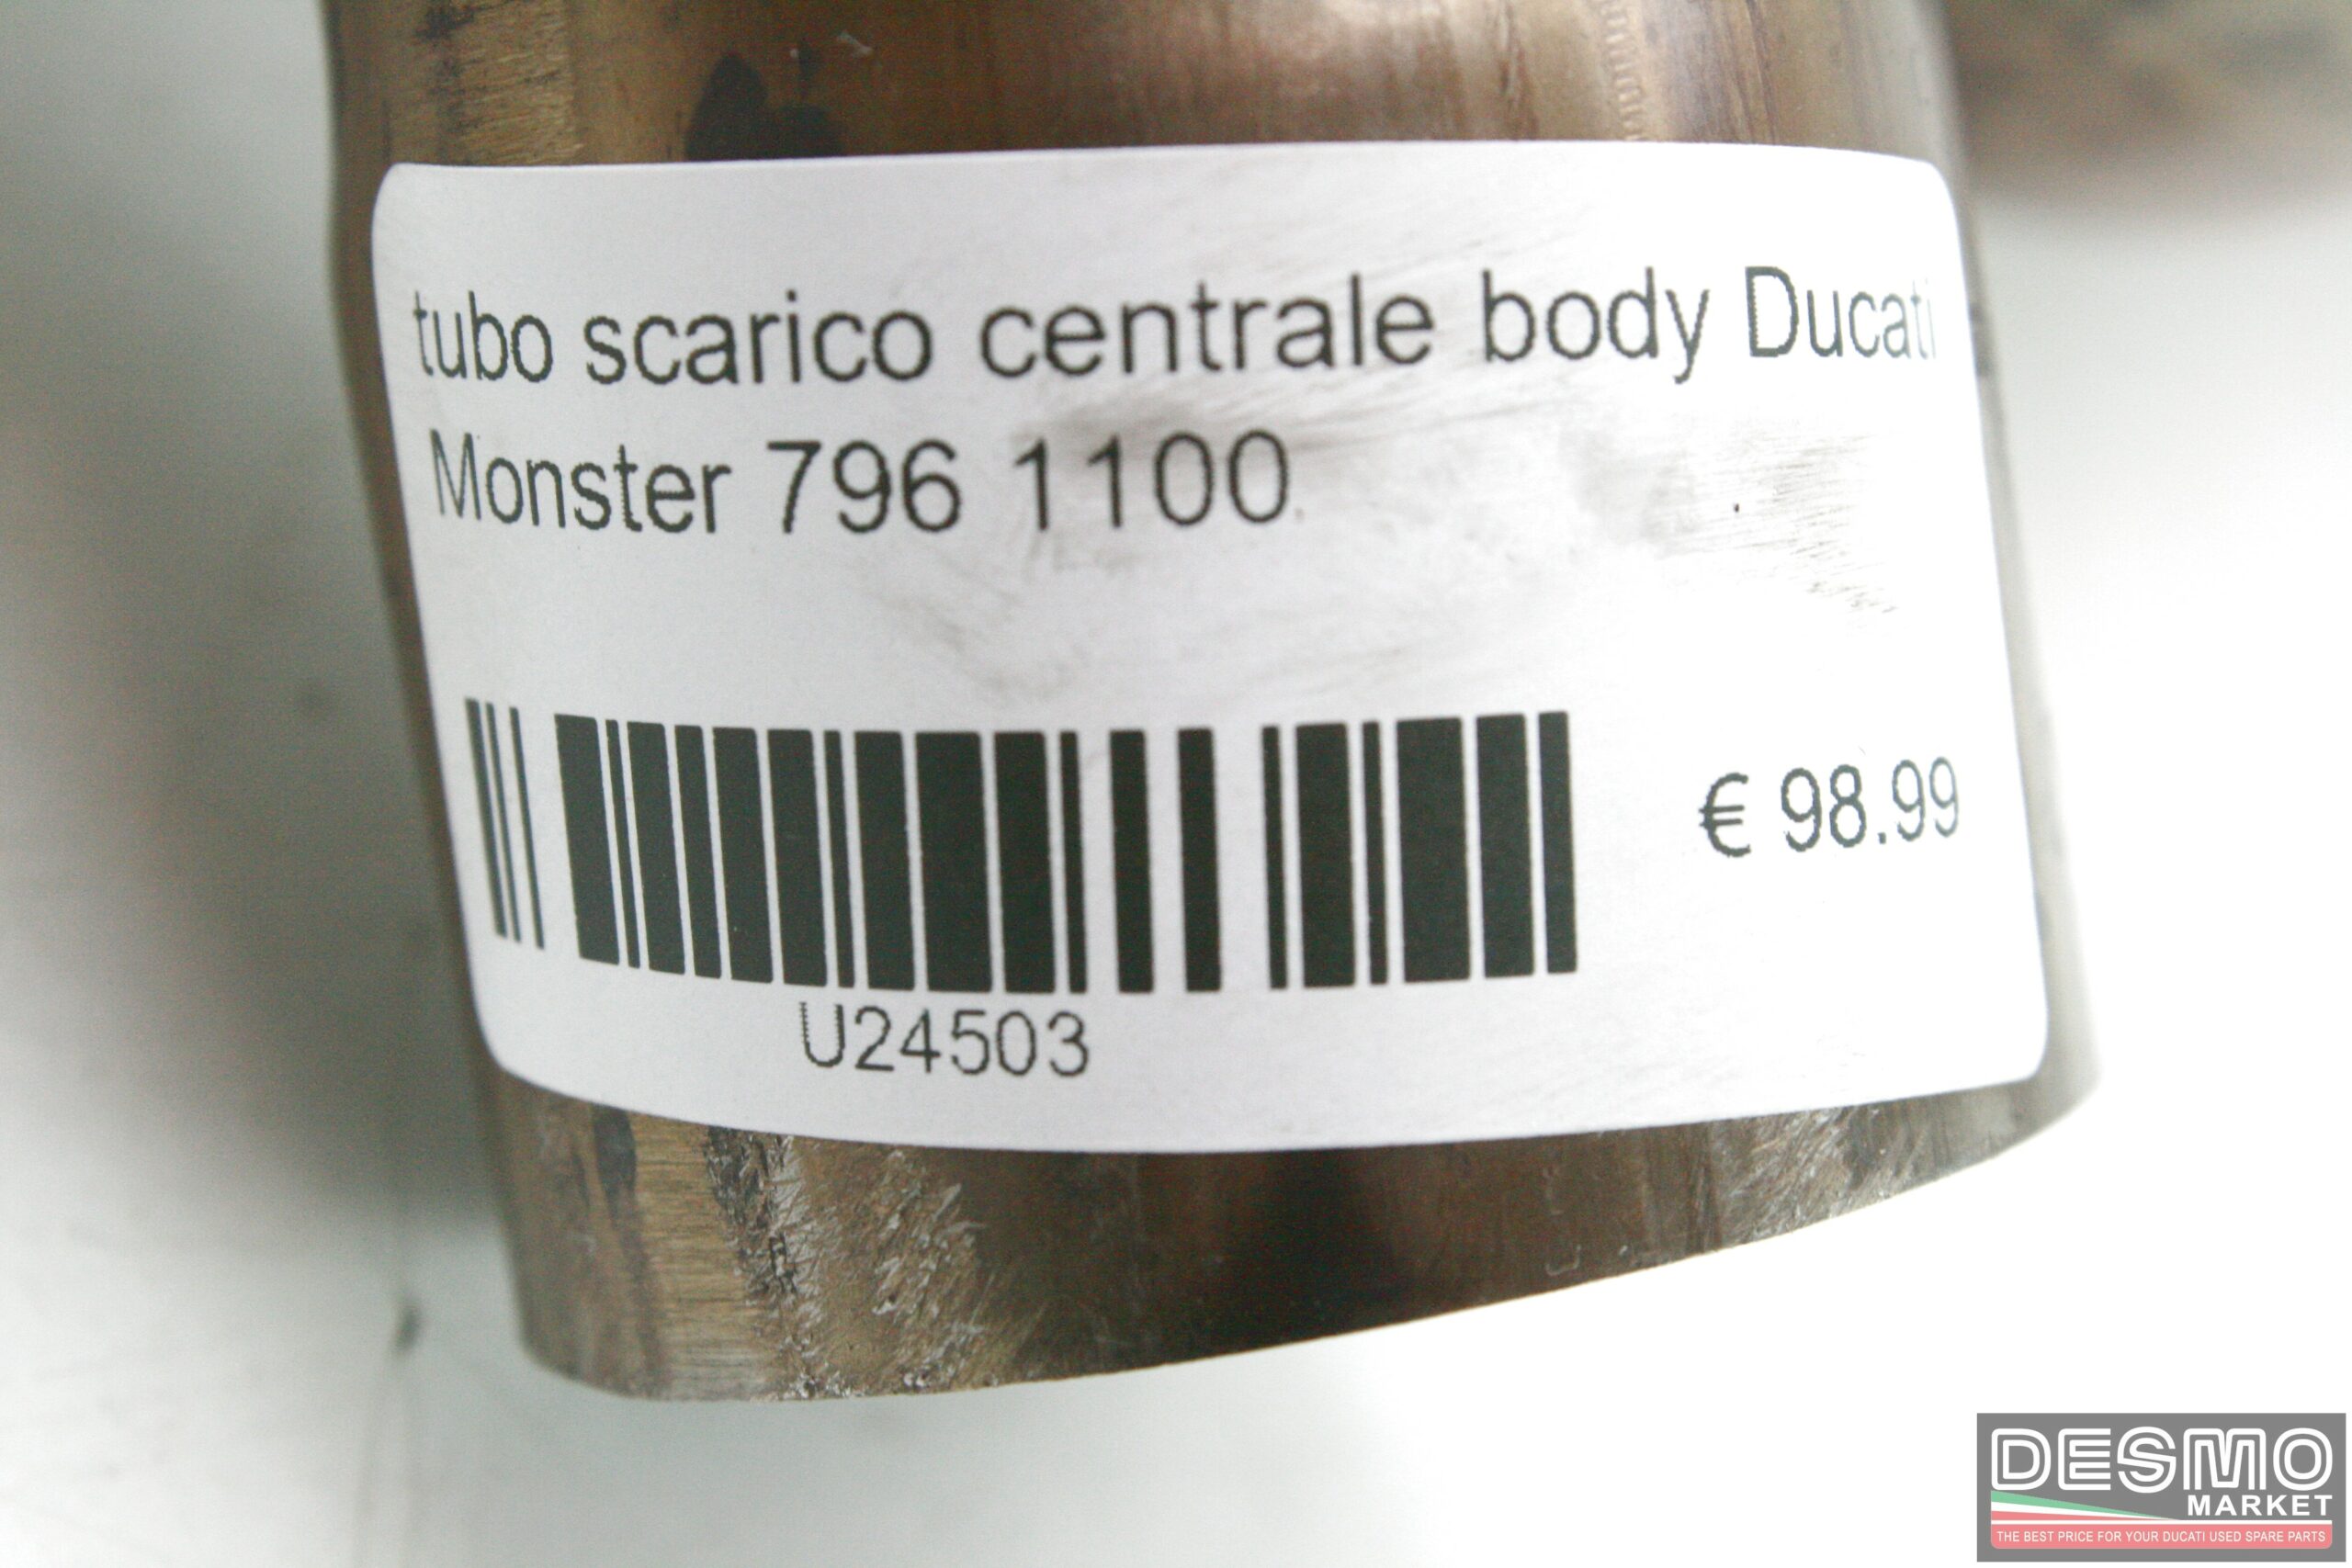 tubo scarico centrale body Ducati
Monster 796 1100
€ 98.99
U24503
DESMO
MARKET
THE BEST PRICE FOR YOUR DUCATI USED SPARE PARTS